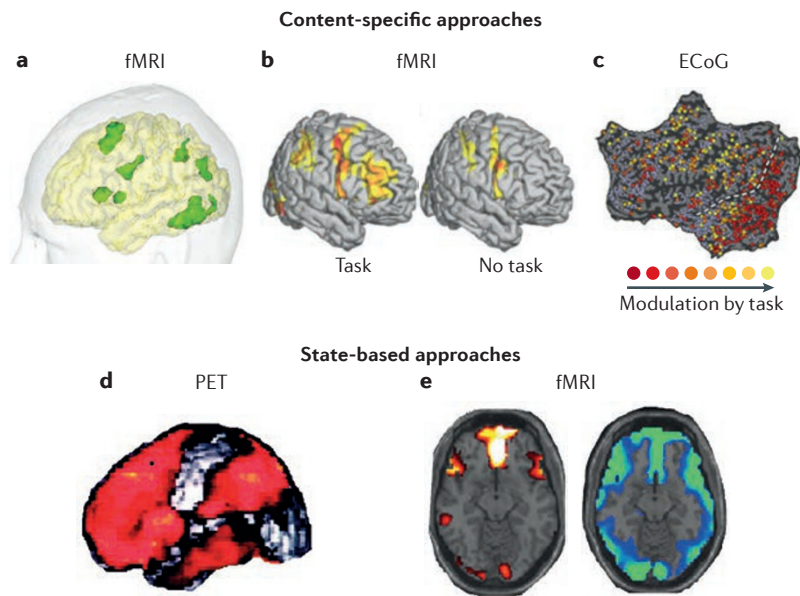 Content-specific approaches
a fMRI
b fMRI
c ECoG
Task
No task
Modulation by task
State-based approaches
d PET
e fMRI